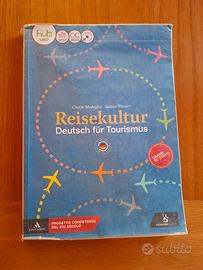 hub
Cinzia Medaglia Sabine Werner
Reisekultur
Deutsch für Tourismus
PROGETTO COMPETENZE
DEL XXI SECOLO
subito